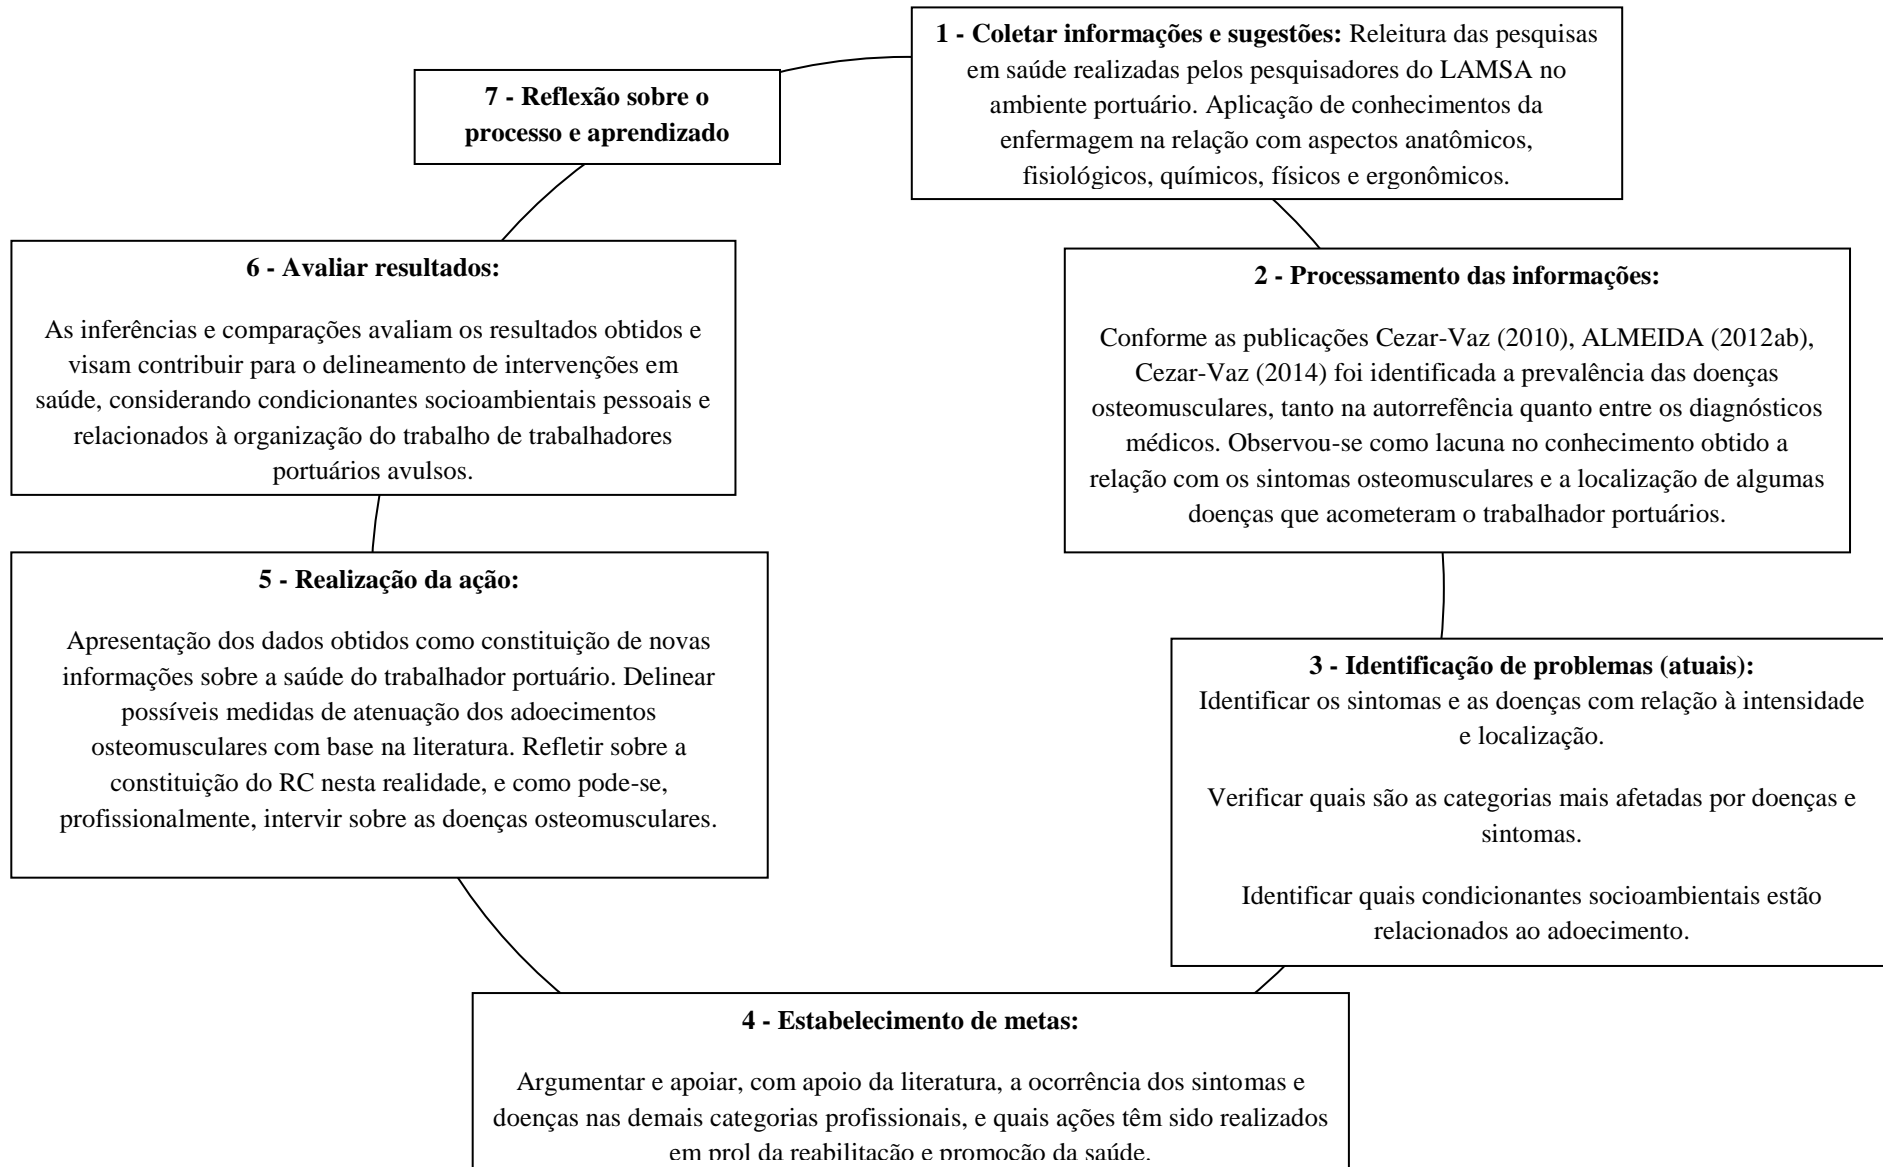 1 - Coletar informações e sugestões: Releitura das pesquisas
em saúde realizadas pelos pesquisadores do LAMSA no
ambiente portuário. Aplicação de conhecimentos da
enfermagem na relação com aspectos anatômicos,
fisiológicos, químicos, físicos e ergonômicos.
2 - Processamento das informações:
Conforme as publicações Cezar-Vaz (2010), ALMEIDA (2012ab),
Cezar-Vaz (2014) foi identificada a prevalência das doenças
osteomusculares, tanto na autorrefência quanto entre os diagnósticos
médicos. Observou-se como lacuna no conhecimento obtido a
relação com os sintomas osteomusculares e a localização de algumas
doenças que acometeram o trabalhador portuários.
3 - Identificação de problemas (atuais):
Identificar os sintomas e as doenças com relação à intensidade
e localização.
Verificar quais são as categorias mais afetadas por doenças e
sintomas.
Identificar quais condicionantes socioambientais estão
relacionados ao adoecimento.
4 - Estabelecimento de metas:
Argumentar e apoiar, com apoio da literatura, a ocorrência dos sintomas e
doenças nas demais categorias profissionais, e quais ações têm sido realizados
em prol da reabilitação e promoção da saúde.
5 - Realização da ação:
Apresentação dos dados obtidos como constituição de novas
informações sobre a saúde do trabalhador portuário. Delinear
possíveis medidas de atenuação dos adoecimentos
osteomusculares com base na literatura. Refletir sobre a
constituição do RC nesta realidade, e como pode-se,
profissionalmente, intervir sobre as doenças osteomusculares.
6 - Avaliar resultados:
As inferências e comparações avaliam os resultados obtidos e
visam contribuir para o delineamento de intervenções em
saúde, considerando condicionantes socioambientais pessoais e
relacionados à organização do trabalho de trabalhadores
portuários avulsos.
7 - Reflexão sobre o
processo e aprendizado